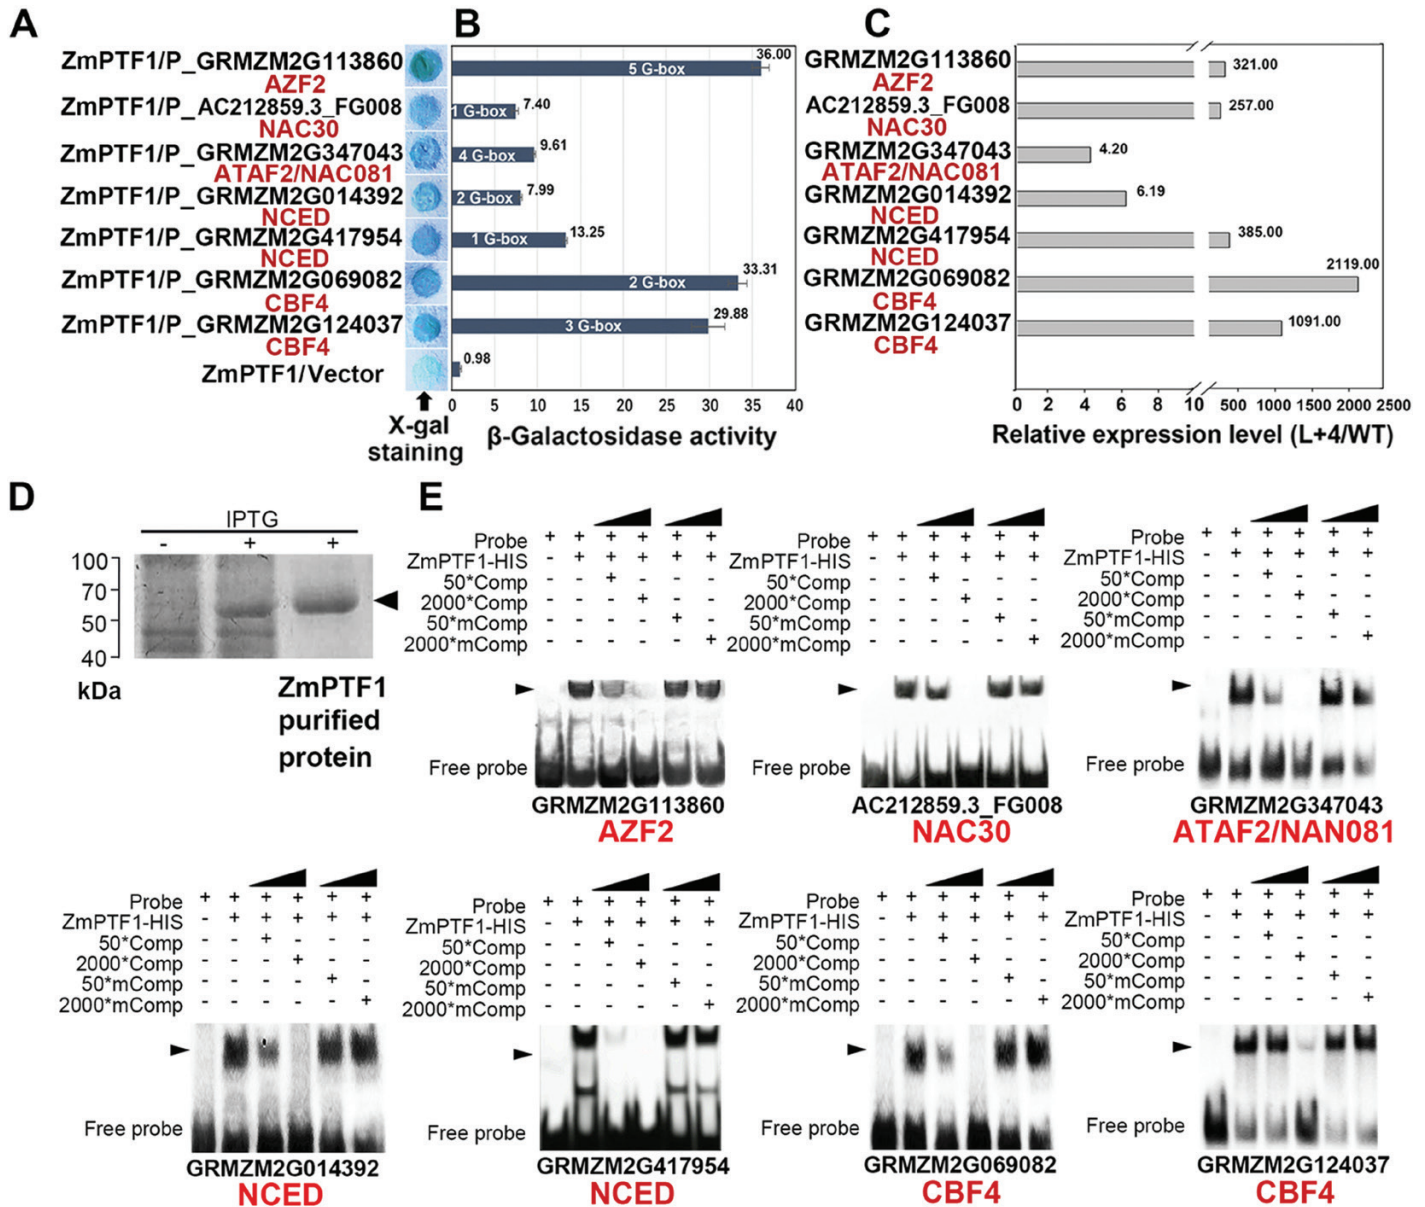 A
B
C
ZmPTF1/P_GRMZM2G113860
AZF2
ZmPTF1/P_AC212859.3_FG008
NAC30
ZmPTF1/P_GRMZM2G347043
ATAF2/NAC081
ZmPTF1/P_GRMZM2G014392
NCED
ZmPTF1/P_GRMZM2G417954
NCED
ZmPTF1/P_GRMZM2G069082
CBF4
ZmPTF1/P_GRMZM2G124037
CBF4
ZmPTF1/Vector
X-gal
staining
5 G-box 36.00
1 G-box 7.40
4 G-box 9.61
2 G-box 7.99
1 G-box 13.25
2 G-box 33.31
3 G-box 29.88
0.98
0 5 10 15 20 25 30 35 40
β-Galactosidase activity
GRMZM2G113860 321.00
AZF2
AC212859.3_FG008 257.00
NAC30
GRMZM2G347043 4.20
ATAF2/NAC081
GRMZM2G014392 6.19
NCED
GRMZM2G417954 385.00
NCED
GRMZM2G069082 2119.00
CBF4
GRMZM2G124037 1091.00
CBF4
0 2 4 6 8 10 500 1000 1500 2000 2500
Relative expression level (L+4/WT)
D
IPTG
- + +
100
70
50
40
kDa
ZmPTF1
purified
protein
E
Probe + + + + + +
ZmPTF1-HIS - + + + + +
50*Comp - - + - - -
2000*Comp - - - + - -
50*mComp - - - - + -
2000*mComp - - - - - +
Free probe
GRMZM2G113860
AZF2
Probe + + + + + +
ZmPTF1-HIS - + + + + +
50*Comp - - + - - -
2000*Comp - - - + - -
50*mComp - - - - + -
2000*mComp - - - - - +
Free probe
AC212859.3_FG008
NAC30
Probe + + + + + +
ZmPTF1-HIS - + + + + +
50*Comp - - + - - -
2000*Comp - - - + - -
50*mComp - - - - + -
2000*mComp - - - - - +
Free probe
GRMZM2G347043
ATAF2/NAN081
Probe + + + + + +
ZmPTF1-HIS - + + + + +
50*Comp - - + - - -
2000*Comp - - - + - -
50*mComp - - - - + -
2000*mComp - - - - - +
Free probe
GRMZM2G014392
NCED
Probe + + + + + +
ZmPTF1-HIS - + + + + +
50*Comp - - + - - -
2000*Comp - - - + - -
50*mComp - - - - + -
2000*mComp - - - - - +
Free probe
GRMZM2G417954
NCED
Probe + + + + + +
ZmPTF1-HIS - + + + + +
50*Comp - - + - - -
2000*Comp - - - + - -
50*mComp - - - - + -
2000*mComp - - - - - +
Free probe
GRMZM2G069082
CBF4
Probe + + + + + +
ZmPTF1-HIS - + + + + +
50*Comp - - + - - -
2000*Comp - - - + - -
50*mComp - - - - + -
2000*mComp - - - - - +
Free probe
GRMZM2G124037
CBF4